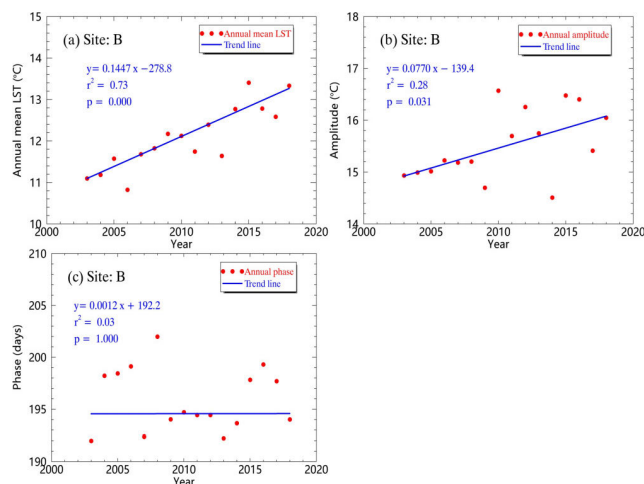 (a) Site: B
Annual mean LST
Trend line
y= 0.1447 x −278.8
r² = 0.73
p = 0.000
Annual mean LST (°C)
15
14
13
12
11
10
2000 2005 2010 2015 2020
Year
(b) Site: B
Annual amplitude
Trend line
y= 0.0770 x − 139.4
r² = 0.28
p = 0.031
Amplitude (°C)
18
17
16
15
14
2000 2005 2010 2015 2020
Year
(c) Site: B
Annual phase
Trend line
y= 0.0012 x + 192.2
r² = 0.03
p = 1.000
Phase (days)
210
205
200
195
190
2000 2005 2010 2015 2020
Year